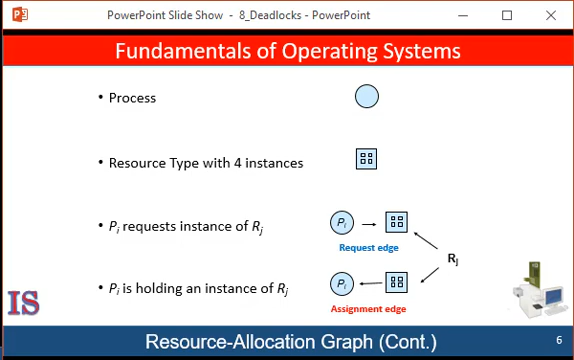 PowerPoint Slide Show - 8_Deadlocks - PowerPoint
Fundamentals of Operating Systems
• Process
• Resource Type with 4 instances
• Pi requests instance of Rj
Pi
Request edge
Rj
• Pi is holding an instance of Rj
Pi
Assignment edge
IS
Resource-Allocation Graph (Cont.)
6